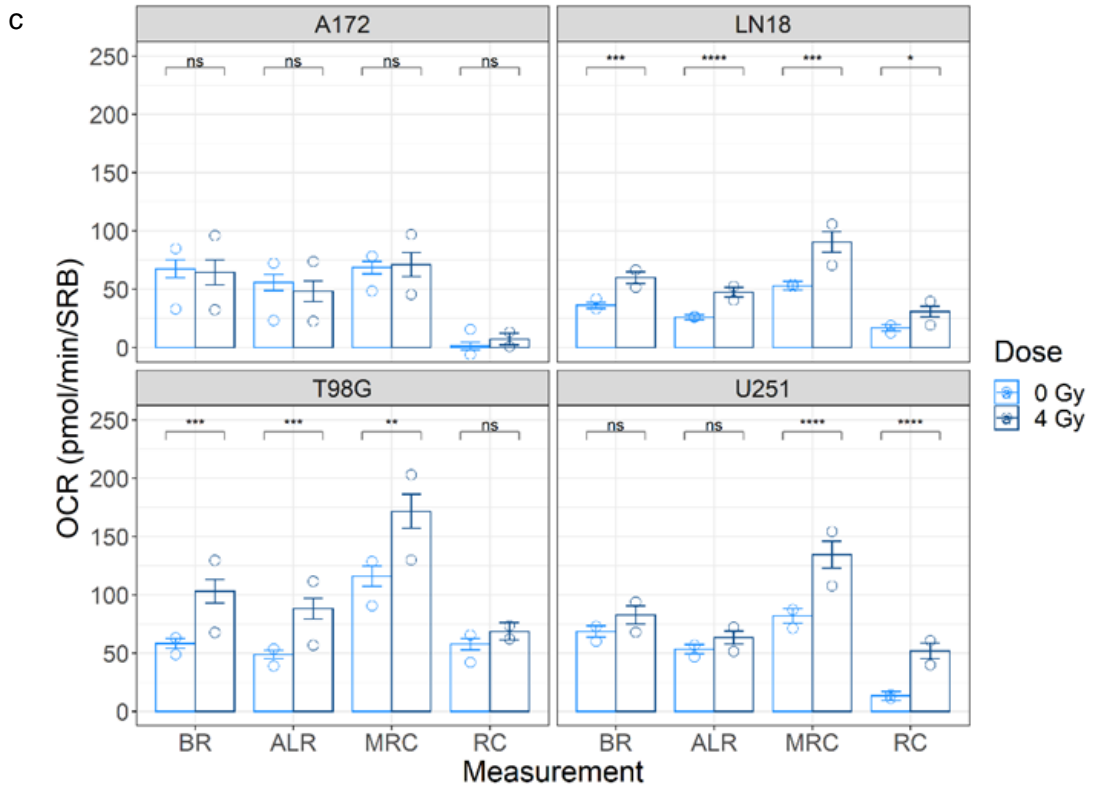 c
A172
LN18
250
200
150
100
50
0
ns ns ns ns
*** **** *** *
T98G
U251
250
200
150
100
50
0
*** *** ** ns
ns ns **** ****
BR ALR MRC RC
BR ALR MRC RC
OCR (pmol/min/SRB)
Measurement
Dose
0 Gy
4 Gy